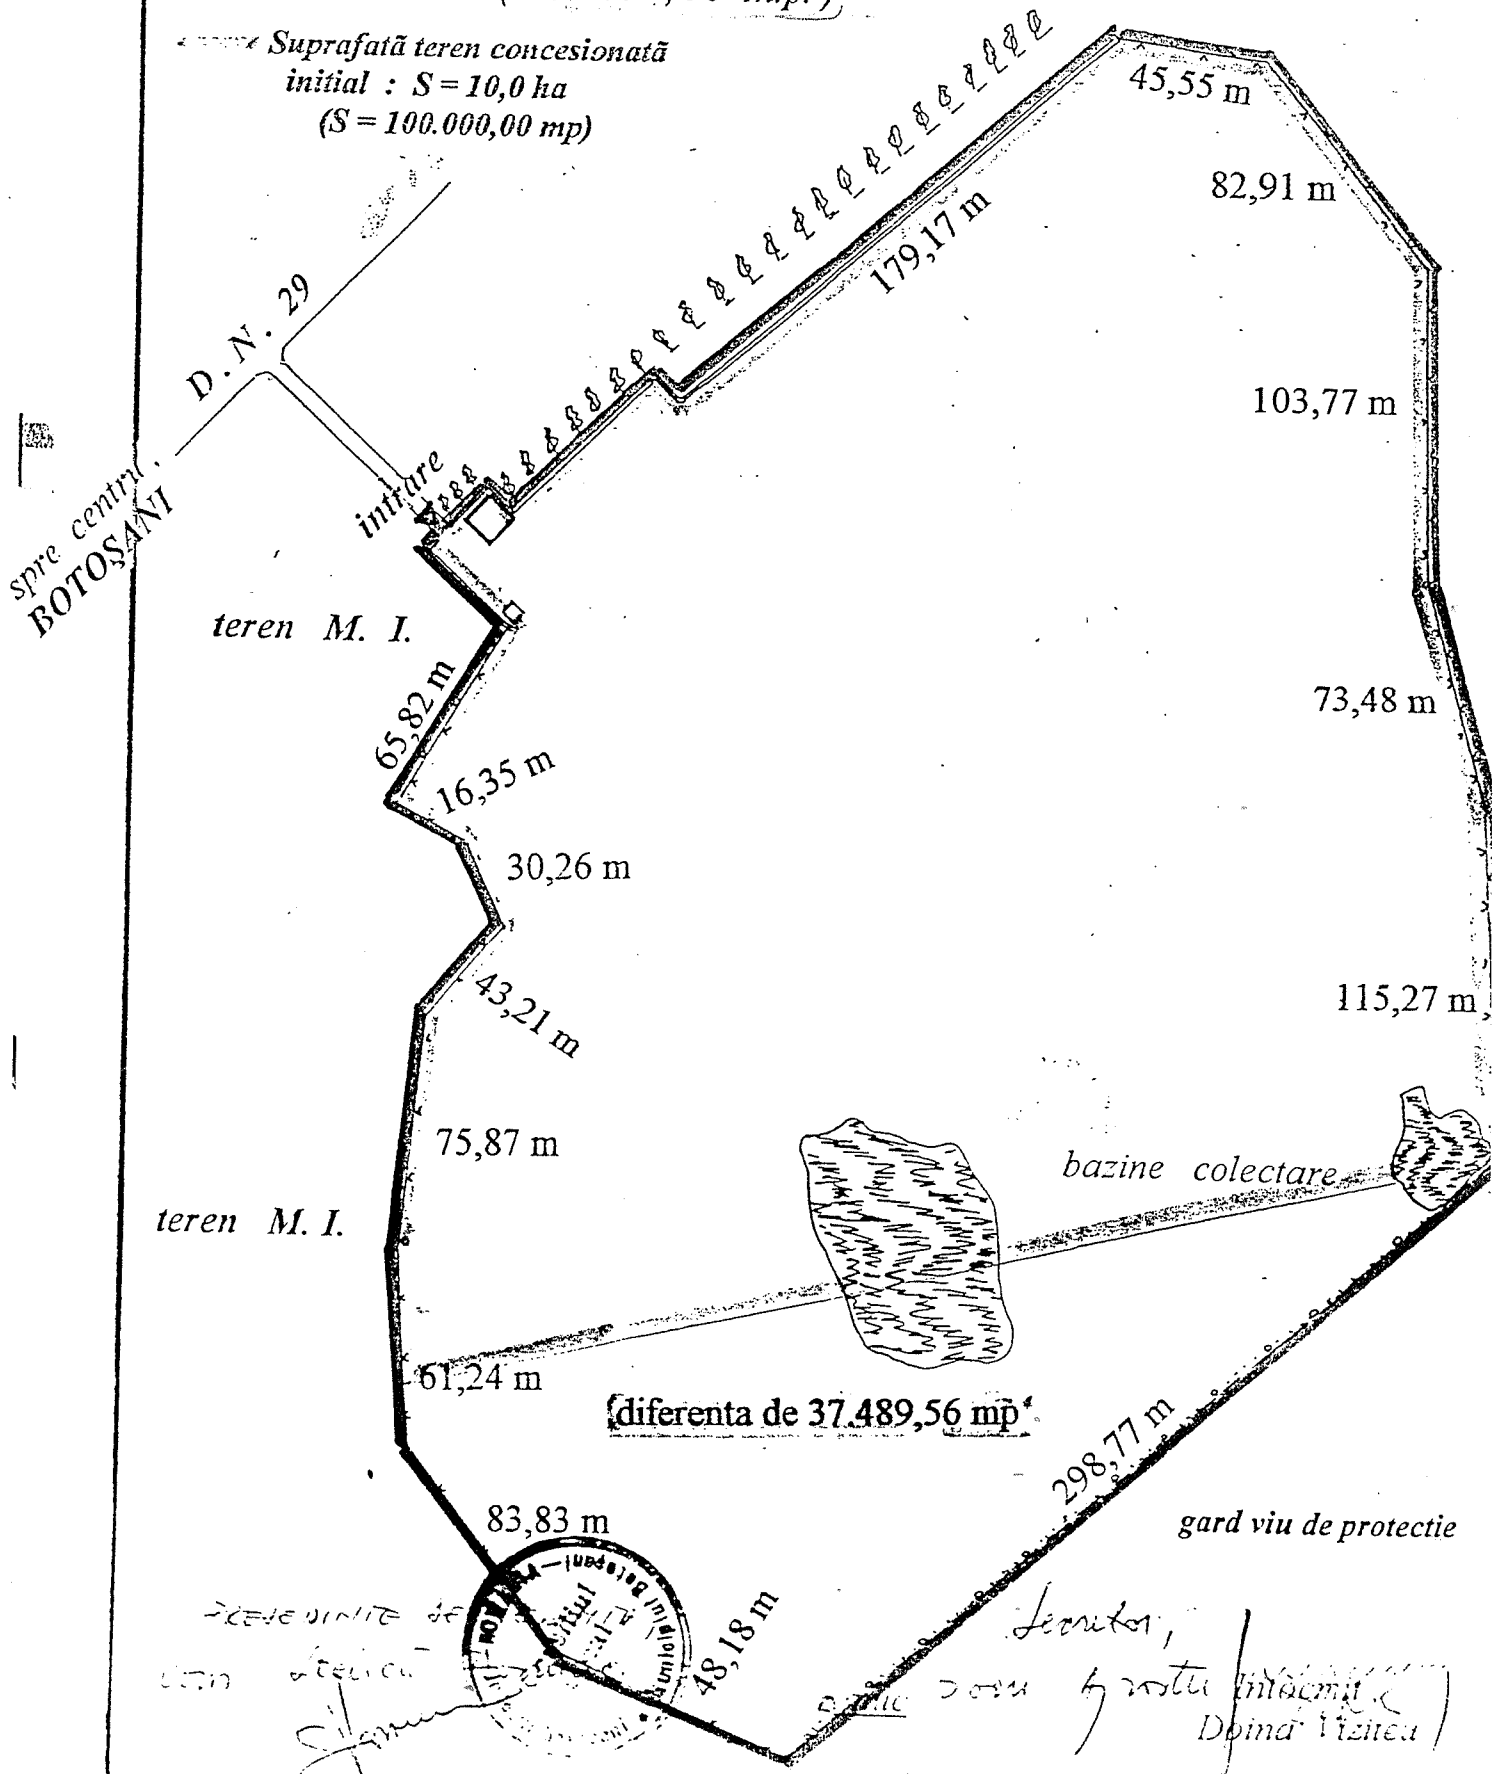 Suprafată teren concesionată
initial : S = 10,0 ha
(S = 100.000,00 mp)
45,55 m
82,91 m
179,17 m
D. N. 29
103,77 m
intrare
spre centru
BOTOŞANI
teren M. I.
65,82 m
73,48 m
16,35 m
30,26 m
43,21 m
115,27 m
75,87 m
bazine colectare
teren M. I.
61,24 m
(diferenta de 37.489,56 mp
298,77 m
83,83 m
gard viu de protectie
48,18 m
Secretar,
Întocmit
Doina Viziteu